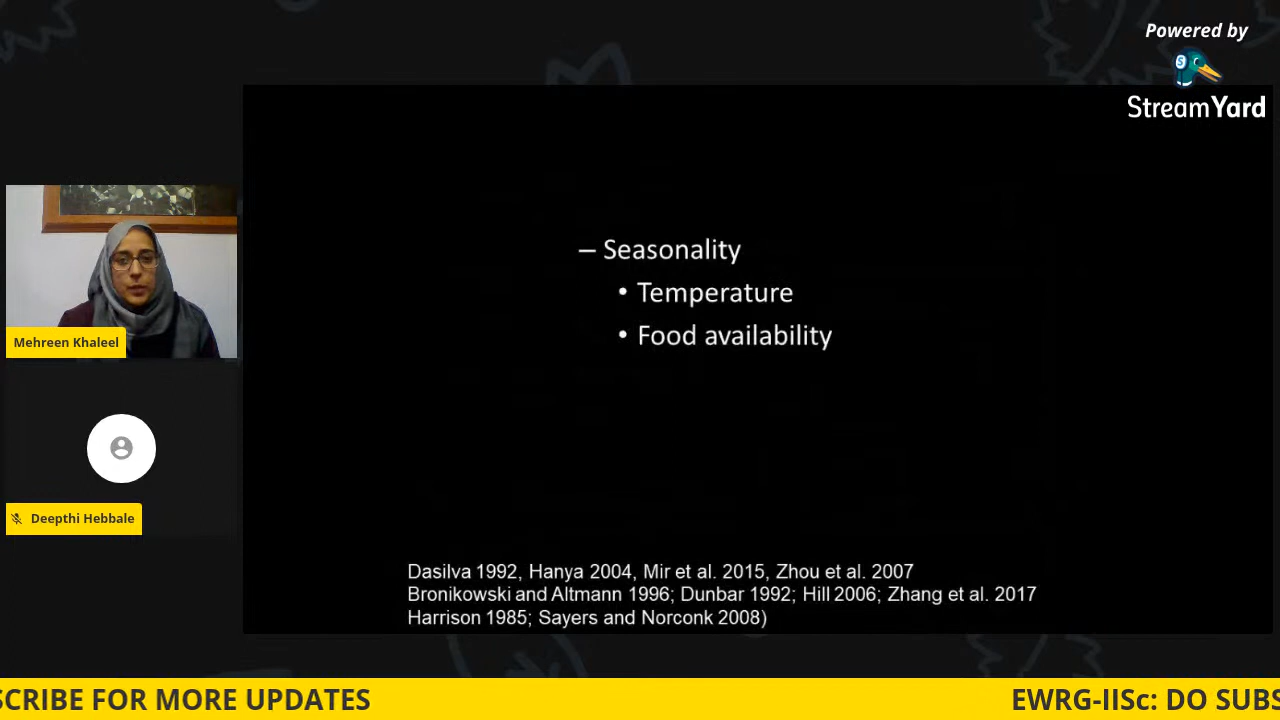 Powered by
StreamYard
– Seasonality
• Temperature
• Food availability
Mehreen Khaleel
Deepthi Hebbale
Dasilva 1992, Hanya 2004, Mir et al. 2015, Zhou et al. 2007
Bronikowski and Altmann 1996; Dunbar 1992; Hill 2006; Zhang et al. 2017
Harrison 1985; Sayers and Norconk 2008)
SCRIBE FOR MORE UPDATES
EWRG-IISc: DO SUBS